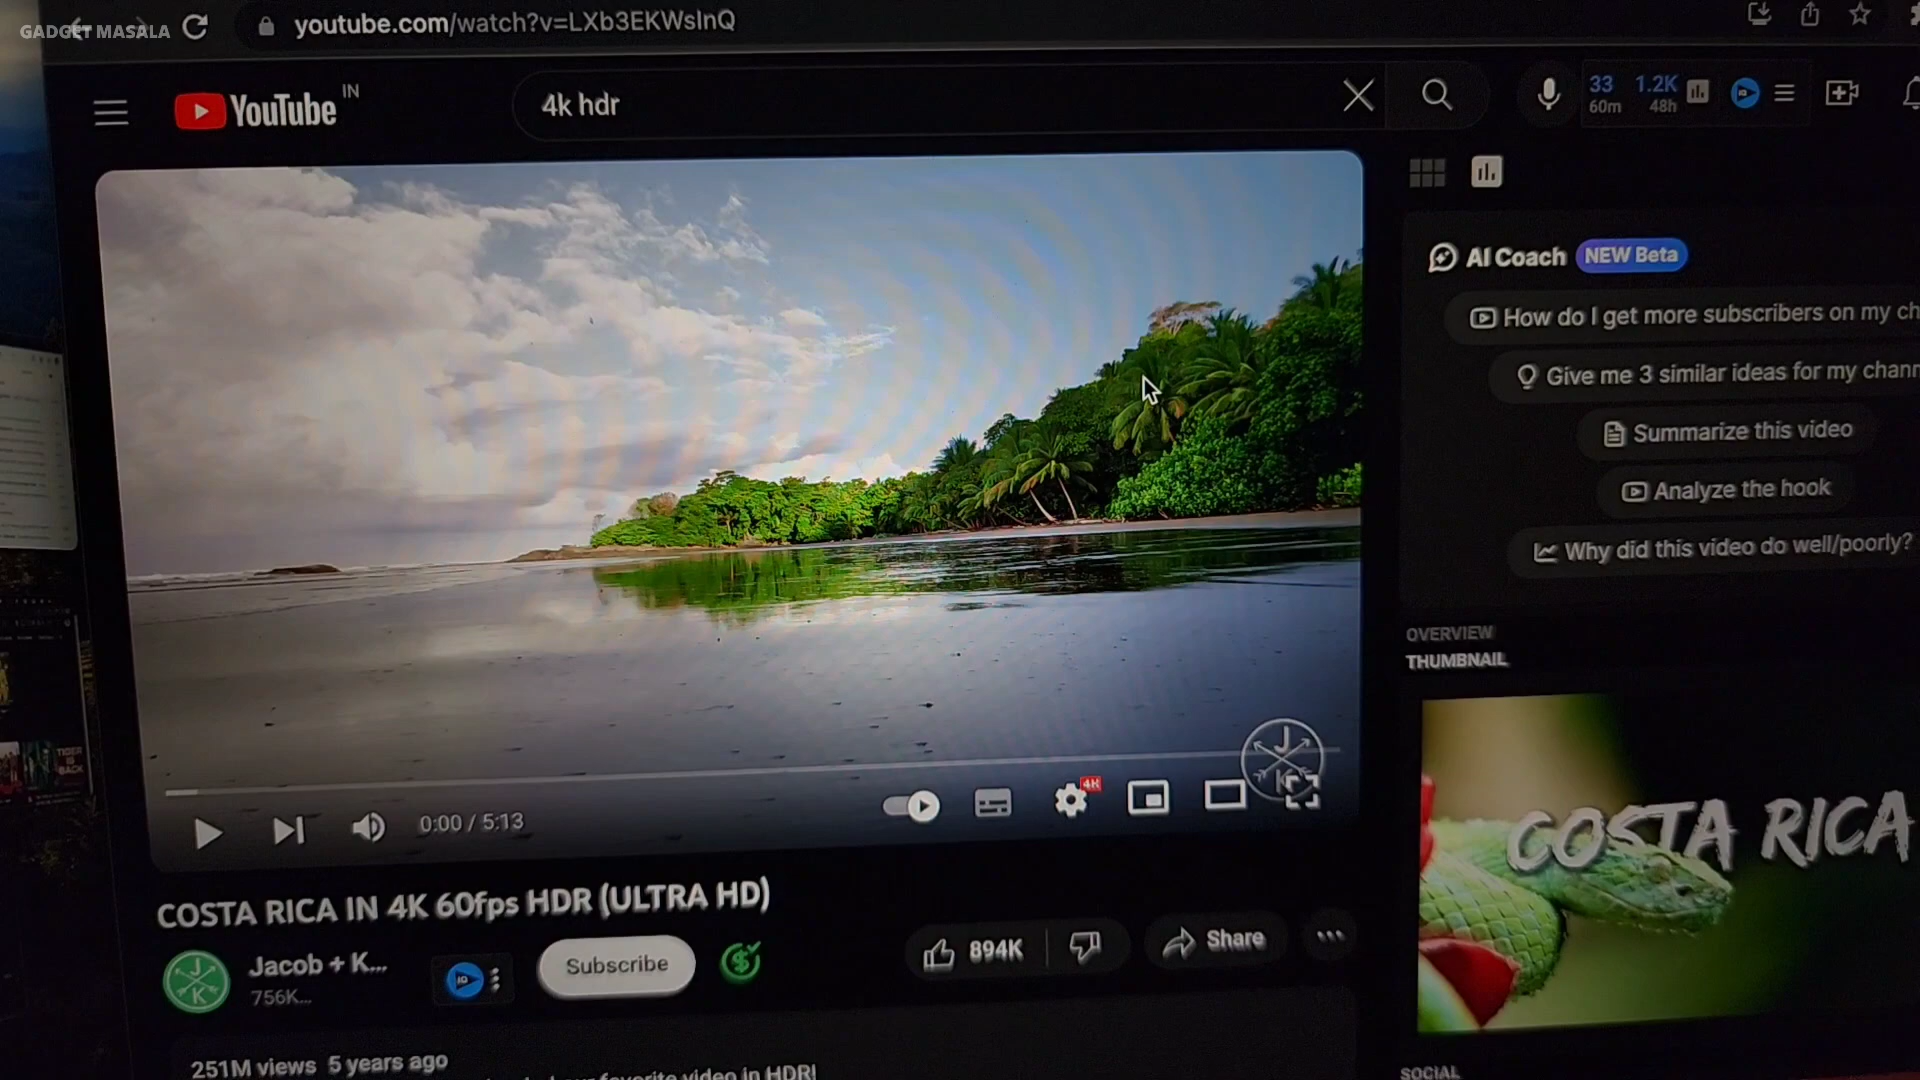 GADGET MASALA
youtube.com/watch?v=LXb3EKWsInQ
YouTube IN
4k hdr
33 1.2K
60m 48h
AI Coach NEW Beta
How do I get more subscribers on my ch
Give me 3 similar ideas for my chann
Summarize this video
Analyze the hook
Why did this video do well/poorly?
OVERVIEW
THUMBNAIL
COSTA RICA
TIGER
IS
BACK
J
K
4K
0:00 / 5:13
COSTA RICA IN 4K 60fps HDR (ULTRA HD)
J
K
Jacob + K...
756K...
IQ
Subscribe
894K
Share
251M views 5 years ago
favorite video in HDR!
SOCIAL